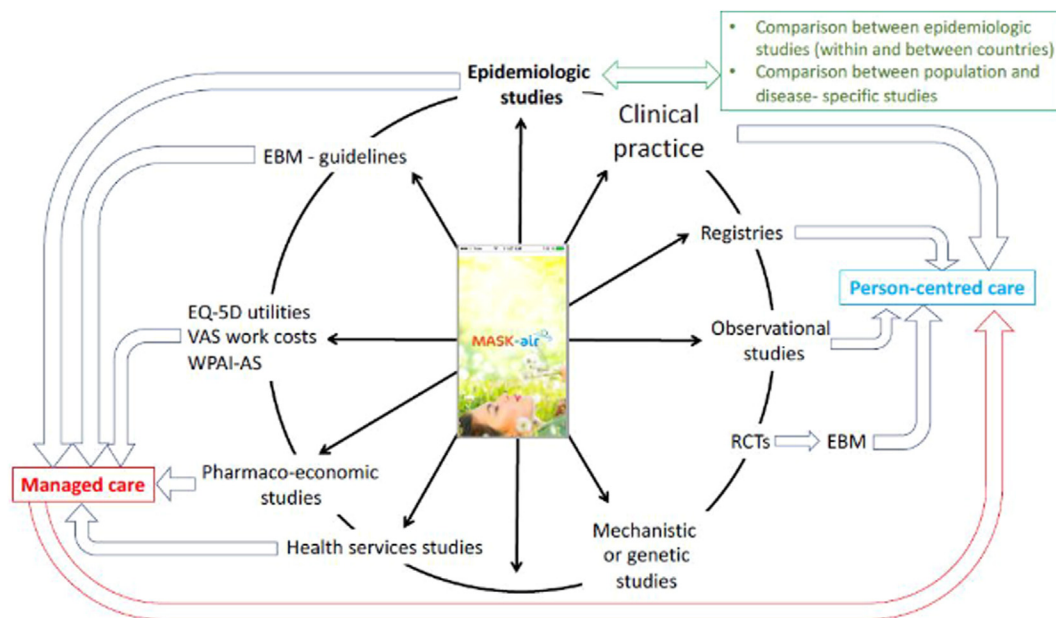 • Comparison between epidemiologic
studies (within and between countries)
• Comparison between population and
disease- specific studies
Epidemiologic
studies
Clinical
practice
EBM - guidelines
Registries
Person-centred care
EQ-5D utilities
VAS work costs
WPAI-AS
MASK-air
Observational
studies
RCTs
EBM
Pharmaco-economic
studies
Managed care
Mechanistic
or genetic
studies
Health services studies